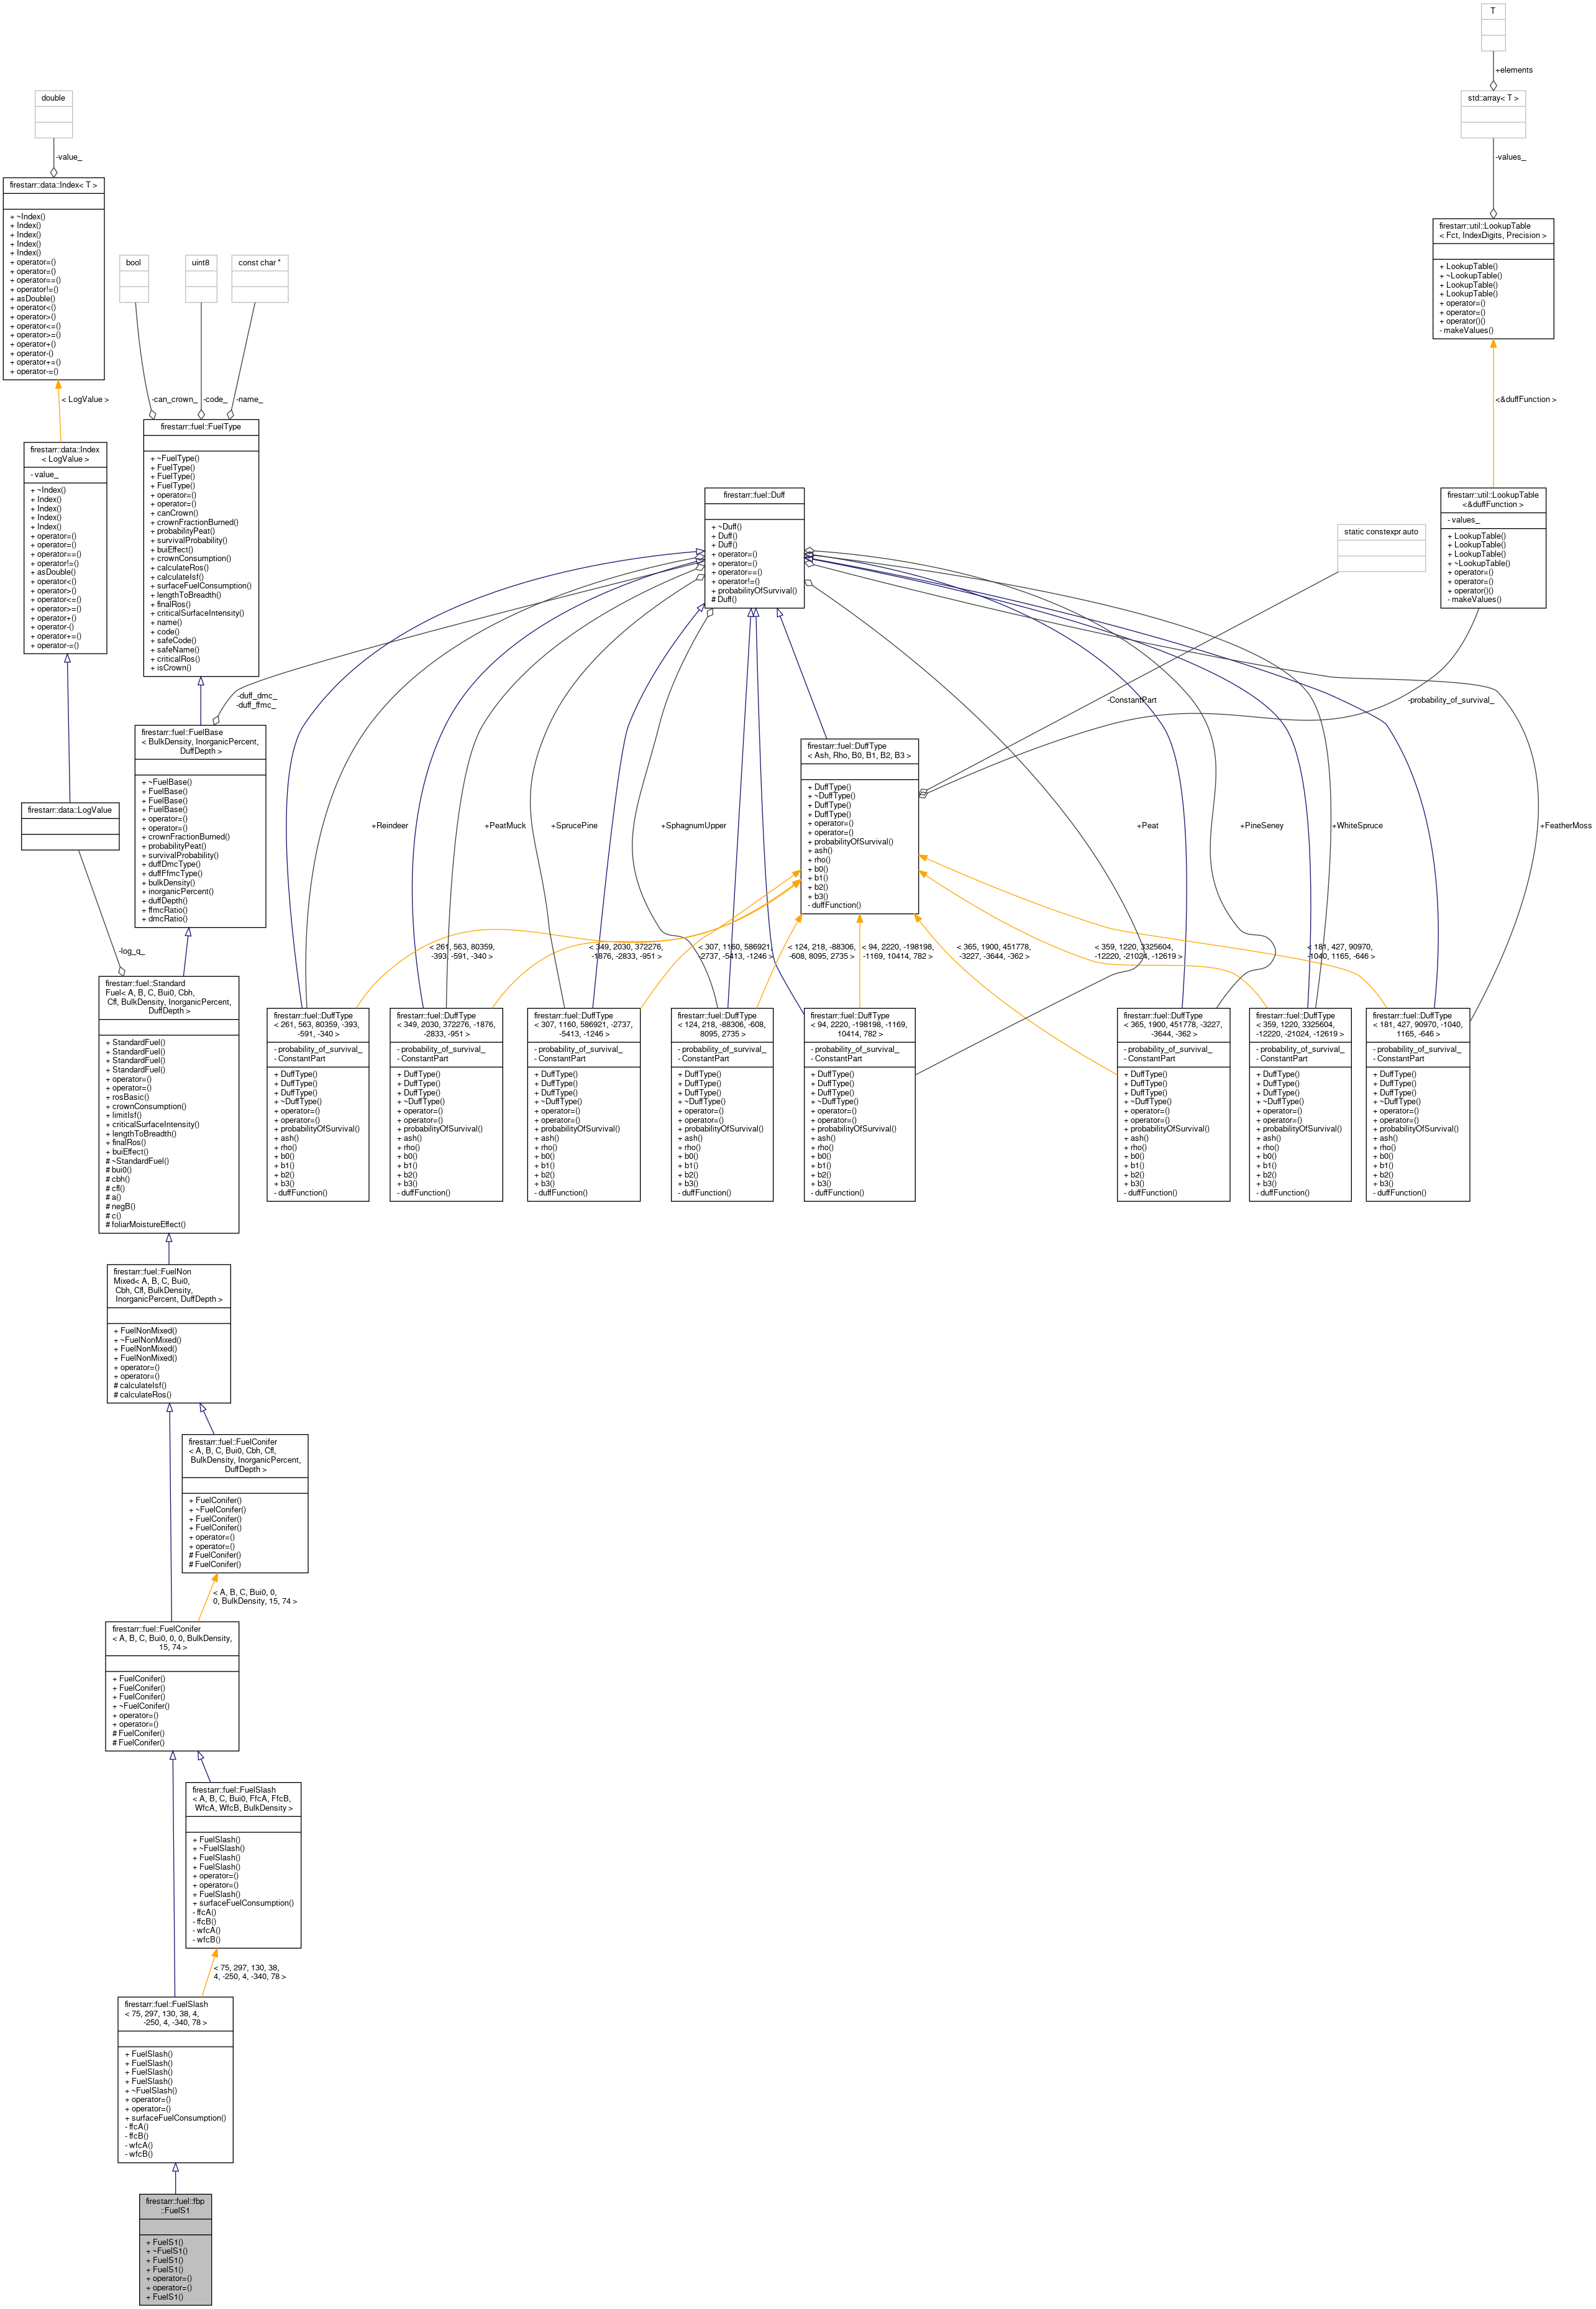 T
+elements
double
std::array< T >
-value_
-values_
firestarr::data::Index< T >
+ ~Index()
+ Index()
+ Index()
+ Index()
+ Index()
+ operator=()
+ operator=()
+ operator==()
+ operator!=()
+ asDouble()
+ operator<()
+ operator>()
+ operator<=()
+ operator>=()
+ operator+()
+ operator-()
+ operator+=()
+ operator-=()
firestarr::util::LookupTable
< Fct, IndexDigits, Precision >
+ LookupTable()
+ ~LookupTable()
+ LookupTable()
+ LookupTable()
+ operator=()
+ operator=()
+ operator()()
- makeValues()
bool
uint8
const char *
< LogValue >
-can_crown_
-code_
-name_
<&duffFunction >
firestarr::data::Index
< LogValue >
- value_
+ ~Index()
+ Index()
+ Index()
+ Index()
+ Index()
+ operator=()
+ operator=()
+ operator==()
+ operator!=()
+ asDouble()
+ operator<()
+ operator>()
+ operator<=()
+ operator>=()
+ operator+()
+ operator-()
+ operator+=()
+ operator-=()
firestarr::fuel::FuelType
+ ~FuelType()
+ FuelType()
+ FuelType()
+ FuelType()
+ operator=()
+ operator=()
+ canCrown()
+ crownFractionBurned()
+ probabilityPeat()
+ survivalProbability()
+ buiEffect()
+ crownConsumption()
+ calculateRos()
+ calculateIsf()
+ surfaceFuelConsumption()
+ lengthToBreadth()
+ finalRos()
+ criticalSurfaceIntensity()
+ name()
+ code()
+ safeCode()
+ safeName()
+ criticalRos()
+ isCrown()
firestarr::fuel::Duff
+ ~Duff()
+ Duff()
+ Duff()
+ operator=()
+ operator=()
+ operator==()
+ operator!=()
+ probabilityOfSurvival()
# Duff()
static constexpr auto
firestarr::util::LookupTable
<&duffFunction >
- values_
+ LookupTable()
+ LookupTable()
+ LookupTable()
+ ~LookupTable()
+ operator=()
+ operator=()
+ operator()()
- makeValues()
-duff_dmc_
-duff_ffmc_
-ConstantPart
-probability_of_survival_
firestarr::fuel::FuelBase
< BulkDensity, InorganicPercent,
DuffDepth >
+ ~FuelBase()
+ FuelBase()
+ FuelBase()
+ FuelBase()
+ operator=()
+ operator=()
+ crownFractionBurned()
+ probabilityPeat()
+ survivalProbability()
+ duffDmcType()
+ duffFfmcType()
+ bulkDensity()
+ inorganicPercent()
+ duffDepth()
+ ffmcRatio()
+ dmcRatio()
firestarr::fuel::DuffType
< Ash, Rho, B0, B1, B2, B3 >
+ DuffType()
+ ~DuffType()
+ DuffType()
+ DuffType()
+ operator=()
+ operator=()
+ probabilityOfSurvival()
+ ash()
+ rho()
+ b0()
+ b1()
+ b2()
+ b3()
- duffFunction()
firestarr::data::LogValue
+Reindeer
+PeatMuck
+SprucePine
+SphagnumUpper
+Peat
+PineSeney
+WhiteSpruce
+FeatherMoss
-log_q_
< 261, 563, 80359,
-393, -591, -340 >
< 349, 2030, 372276,
-1876, -2833, -951 >
< 307, 1160, 586921,
-2737, -5413, -1246 >
< 124, 218, -88306,
-608, 8095, 2735 >
< 94, 2220, -198198,
-1169, 10414, 782 >
< 365, 1900, 451778,
-3227, -3644, -362 >
< 359, 1220, 3325604,
-12220, -21024, -12619 >
< 181, 427, 90970,
-1040, 1165, -646 >
firestarr::fuel::Standard
Fuel< A, B, C, Bui0, Cbh,
Cfl, BulkDensity, InorganicPercent,
DuffDepth >
+ StandardFuel()
+ StandardFuel()
+ StandardFuel()
+ StandardFuel()
+ operator=()
+ operator=()
+ rosBasic()
+ crownConsumption()
+ limitIsf()
+ criticalSurfaceIntensity()
+ lengthToBreadth()
+ finalRos()
+ buiEffect()
# ~StandardFuel()
# bui0()
# cbh()
# cfl()
# a()
# negB()
# c()
# foliarMoistureEffect()
firestarr::fuel::DuffType
< 261, 563, 80359, -393,
-591, -340 >
- probability_of_survival_
- ConstantPart
+ DuffType()
+ DuffType()
+ DuffType()
+ ~DuffType()
+ operator=()
+ operator=()
+ probabilityOfSurvival()
+ ash()
+ rho()
+ b0()
+ b1()
+ b2()
+ b3()
- duffFunction()
firestarr::fuel::DuffType
< 349, 2030, 372276, -1876,
-2833, -951 >
- probability_of_survival_
- ConstantPart
+ DuffType()
+ DuffType()
+ DuffType()
+ ~DuffType()
+ operator=()
+ operator=()
+ probabilityOfSurvival()
+ ash()
+ rho()
+ b0()
+ b1()
+ b2()
+ b3()
- duffFunction()
firestarr::fuel::DuffType
< 307, 1160, 586921, -2737,
-5413, -1246 >
- probability_of_survival_
- ConstantPart
+ DuffType()
+ DuffType()
+ DuffType()
+ ~DuffType()
+ operator=()
+ operator=()
+ probabilityOfSurvival()
+ ash()
+ rho()
+ b0()
+ b1()
+ b2()
+ b3()
- duffFunction()
firestarr::fuel::DuffType
< 124, 218, -88306, -608,
8095, 2735 >
- probability_of_survival_
- ConstantPart
+ DuffType()
+ DuffType()
+ DuffType()
+ ~DuffType()
+ operator=()
+ operator=()
+ probabilityOfSurvival()
+ ash()
+ rho()
+ b0()
+ b1()
+ b2()
+ b3()
- duffFunction()
firestarr::fuel::DuffType
< 94, 2220, -198198, -1169,
10414, 782 >
- probability_of_survival_
- ConstantPart
+ DuffType()
+ DuffType()
+ DuffType()
+ ~DuffType()
+ operator=()
+ operator=()
+ probabilityOfSurvival()
+ ash()
+ rho()
+ b0()
+ b1()
+ b2()
+ b3()
- duffFunction()
firestarr::fuel::DuffType
< 365, 1900, 451778, -3227,
-3644, -362 >
- probability_of_survival_
- ConstantPart
+ DuffType()
+ DuffType()
+ DuffType()
+ ~DuffType()
+ operator=()
+ operator=()
+ probabilityOfSurvival()
+ ash()
+ rho()
+ b0()
+ b1()
+ b2()
+ b3()
- duffFunction()
firestarr::fuel::DuffType
< 359, 1220, 3325604,
-12220, -21024, -12619 >
- probability_of_survival_
- ConstantPart
+ DuffType()
+ DuffType()
+ DuffType()
+ ~DuffType()
+ operator=()
+ operator=()
+ probabilityOfSurvival()
+ ash()
+ rho()
+ b0()
+ b1()
+ b2()
+ b3()
- duffFunction()
firestarr::fuel::DuffType
< 181, 427, 90970, -1040,
1165, -646 >
- probability_of_survival_
- ConstantPart
+ DuffType()
+ DuffType()
+ DuffType()
+ ~DuffType()
+ operator=()
+ operator=()
+ probabilityOfSurvival()
+ ash()
+ rho()
+ b0()
+ b1()
+ b2()
+ b3()
- duffFunction()
firestarr::fuel::FuelNon
Mixed< A, B, C, Bui0,
Cbh, Cfl, BulkDensity,
InorganicPercent, DuffDepth >
+ FuelNonMixed()
+ ~FuelNonMixed()
+ FuelNonMixed()
+ FuelNonMixed()
+ operator=()
+ operator=()
# calculateIsf()
# calculateRos()
firestarr::fuel::FuelConifer
< A, B, C, Bui0, Cbh, Cfl,
BulkDensity, InorganicPercent,
DuffDepth >
+ FuelConifer()
+ ~FuelConifer()
+ FuelConifer()
+ FuelConifer()
+ operator=()
+ operator=()
# FuelConifer()
# FuelConifer()
< A, B, C, Bui0, 0,
0, BulkDensity, 15, 74 >
firestarr::fuel::FuelConifer
< A, B, C, Bui0, 0, 0, BulkDensity,
15, 74 >
+ FuelConifer()
+ FuelConifer()
+ FuelConifer()
+ ~FuelConifer()
+ operator=()
+ operator=()
# FuelConifer()
# FuelConifer()
firestarr::fuel::FuelSlash
< A, B, C, Bui0, FfcA, FfcB,
WfcA, WfcB, BulkDensity >
+ FuelSlash()
+ ~FuelSlash()
+ FuelSlash()
+ FuelSlash()
+ operator=()
+ operator=()
+ FuelSlash()
+ surfaceFuelConsumption()
- ffcA()
- ffcB()
- wfcA()
- wfcB()
< 75, 297, 130, 38,
4, -250, 4, -340, 78 >
firestarr::fuel::FuelSlash
< 75, 297, 130, 38, 4,
-250, 4, -340, 78 >
+ FuelSlash()
+ FuelSlash()
+ FuelSlash()
+ FuelSlash()
+ ~FuelSlash()
+ operator=()
+ operator=()
+ surfaceFuelConsumption()
- ffcA()
- ffcB()
- wfcA()
- wfcB()
firestarr::fuel::fbp
::FuelS1
+ FuelS1()
+ ~FuelS1()
+ FuelS1()
+ FuelS1()
+ operator=()
+ operator=()
+ FuelS1()